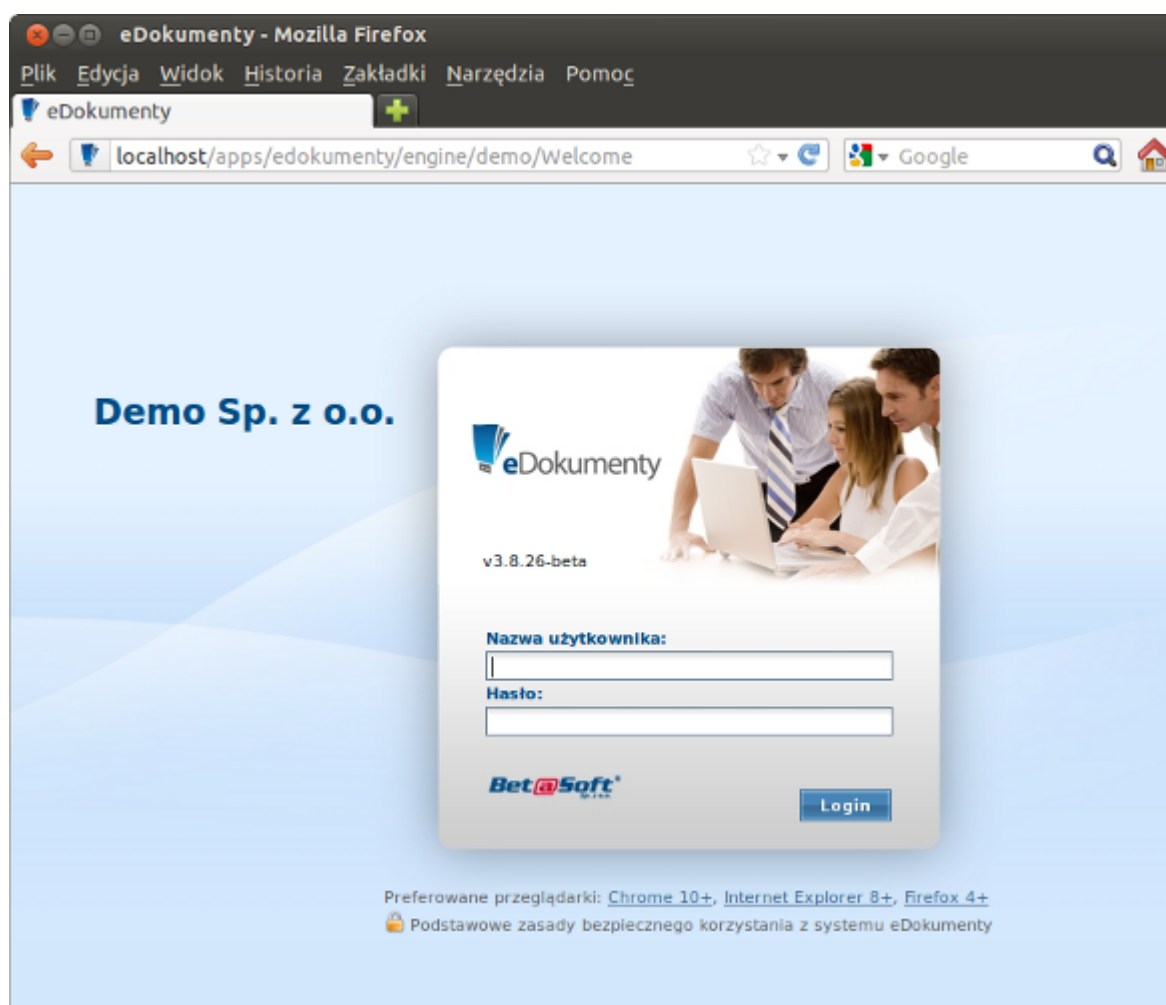 eDokumenty - Mozilla Firefox
Plik Edycja Widok Historia Zakładki Narzędzia Pomoc
eDokumenty
localhost/apps/edokumenty/engine/demo/Welcome Google
Demo Sp. z o.o.
eDokumenty
v3.8.26-beta
Nazwa użytkownika:
Hasło:
Bet@Soft
Sp. z o.o.
Login
Preferowane przeglądarki: Chrome 10+, Internet Explorer 8+, Firefox 4+
Podstawowe zasady bezpiecznego korzystania z systemu eDokumenty